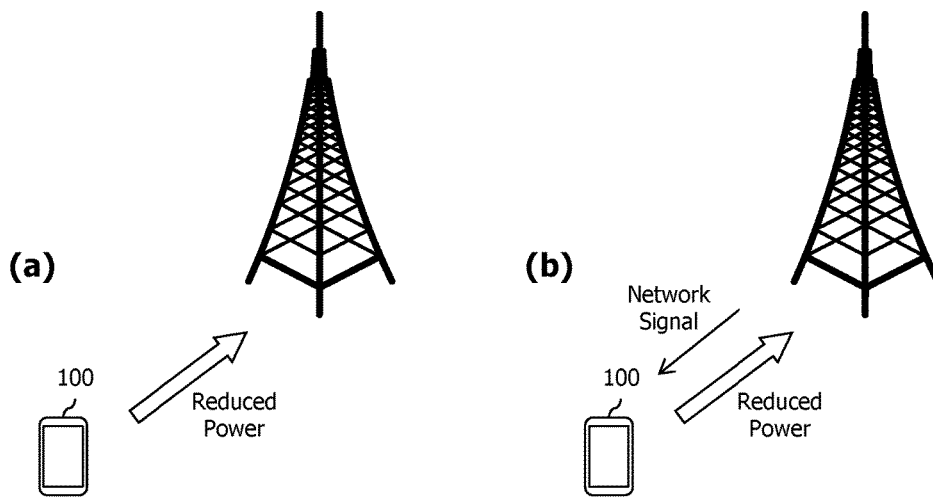 (a)
100
Reduced
Power
(b)
Network
Signal
100
Reduced
Power